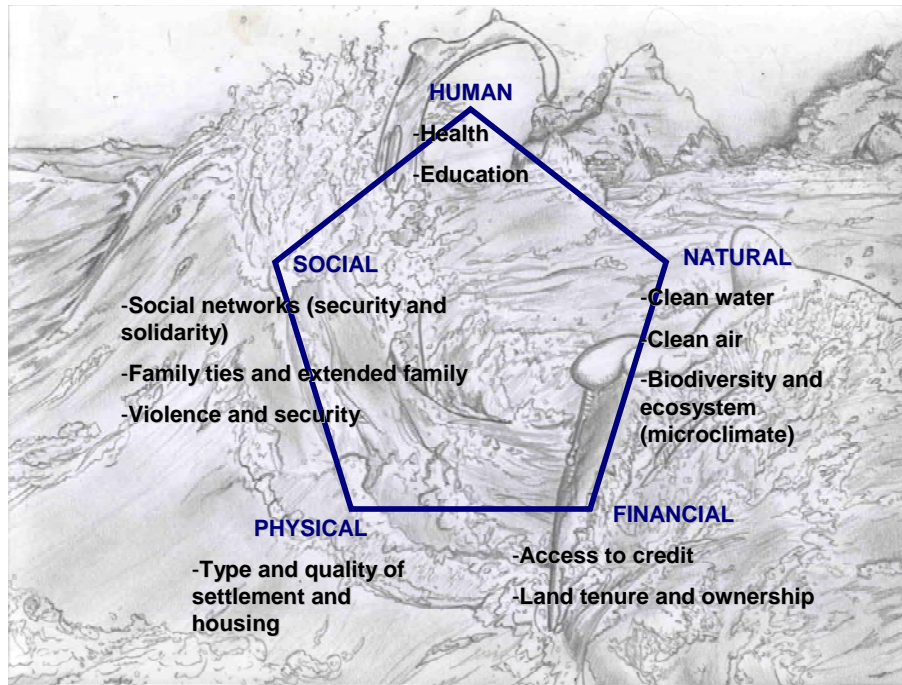 HUMAN
-Health
-Education
SOCIAL
-Social networks (security and
solidarity)
-Family ties and extended family
-Violence and security
NATURAL
-Clean water
-Clean air
-Biodiversity and
ecosystem
(microclimate)
PHYSICAL
-Type and quality of
settlement and
housing
FINANCIAL
-Access to credit
-Land tenure and ownership